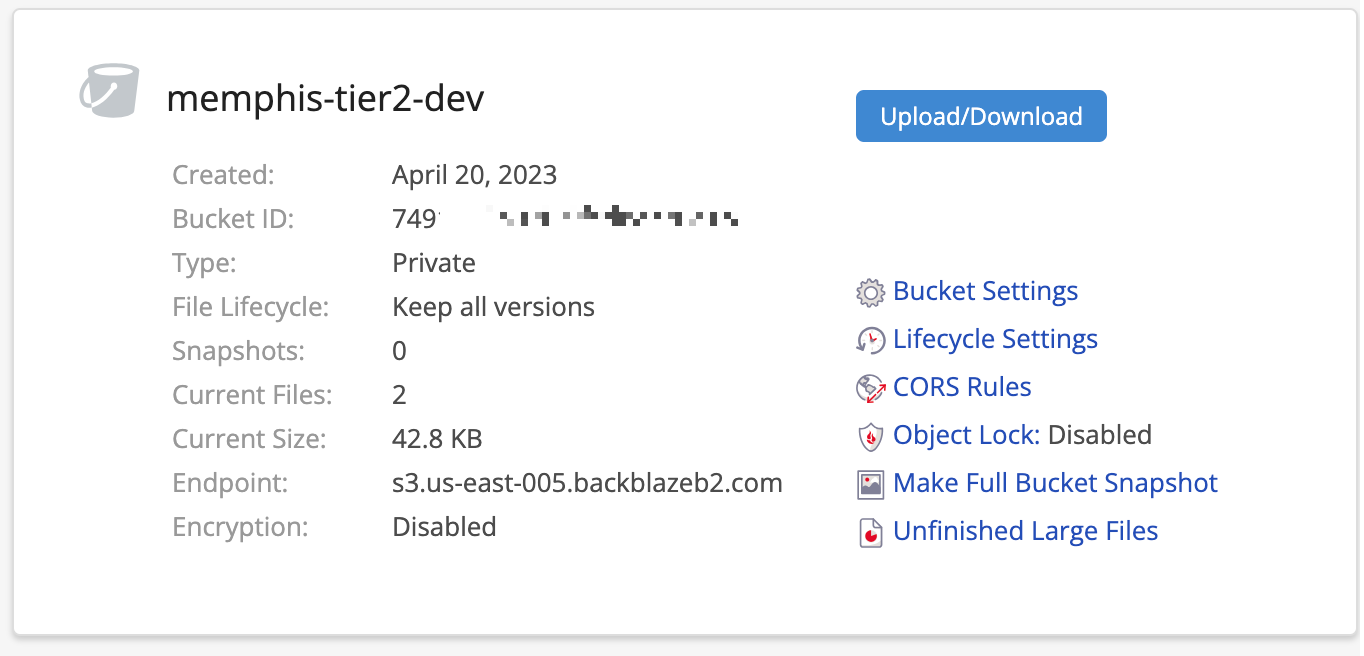 memphis-tier2-dev
Upload/Download
Created: April 20, 2023
Bucket ID: 749
Type: Private
File Lifecycle: Keep all versions
Snapshots: 0
Current Files: 2
Current Size: 42.8 KB
Endpoint: s3.us-east-005.backblazeb2.com
Encryption: Disabled
Bucket Settings
Lifecycle Settings
CORS Rules
Object Lock: Disabled
Make Full Bucket Snapshot
Unfinished Large Files